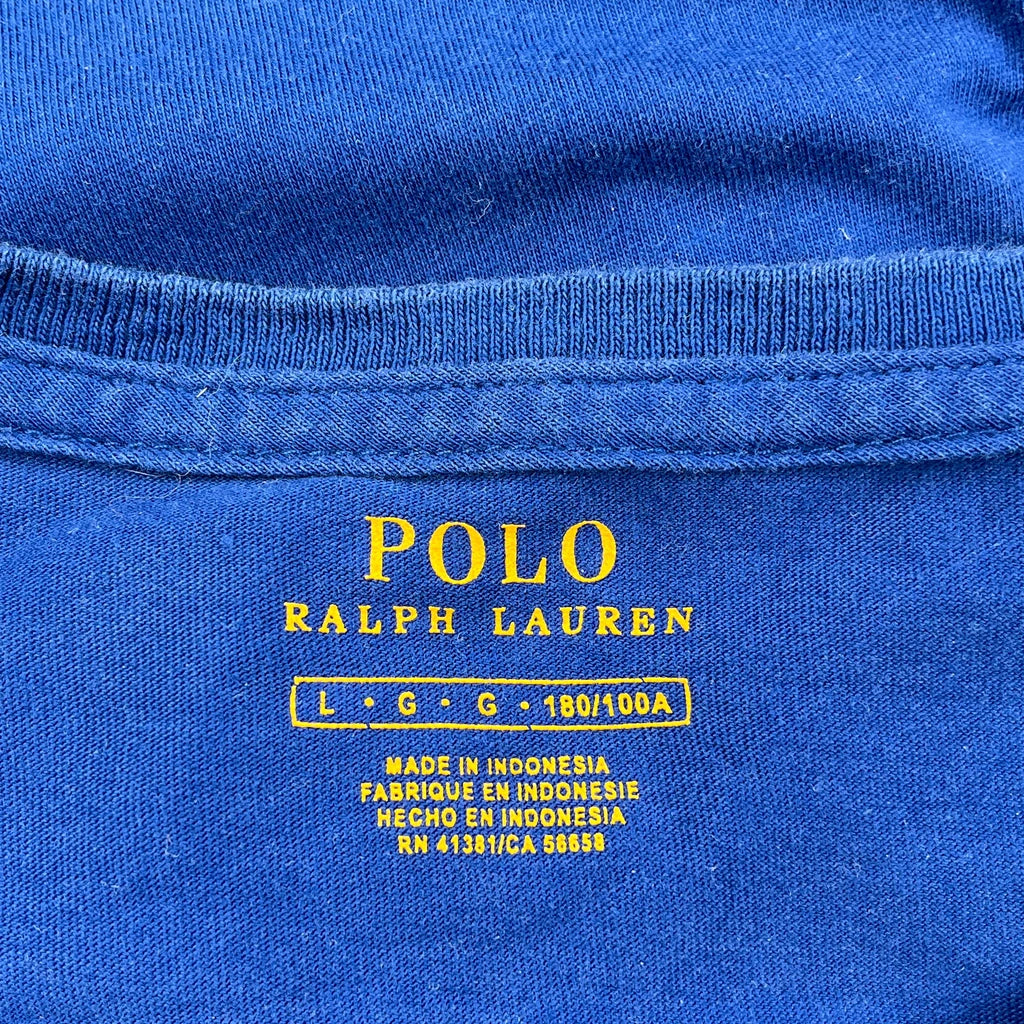 POLO
RALPH LAUREN
L • G • G • 180/100A
MADE IN INDONESIA
FABRIQUE EN INDONESIE
HECHO EN INDONESIA
RN 41381/CA 56658